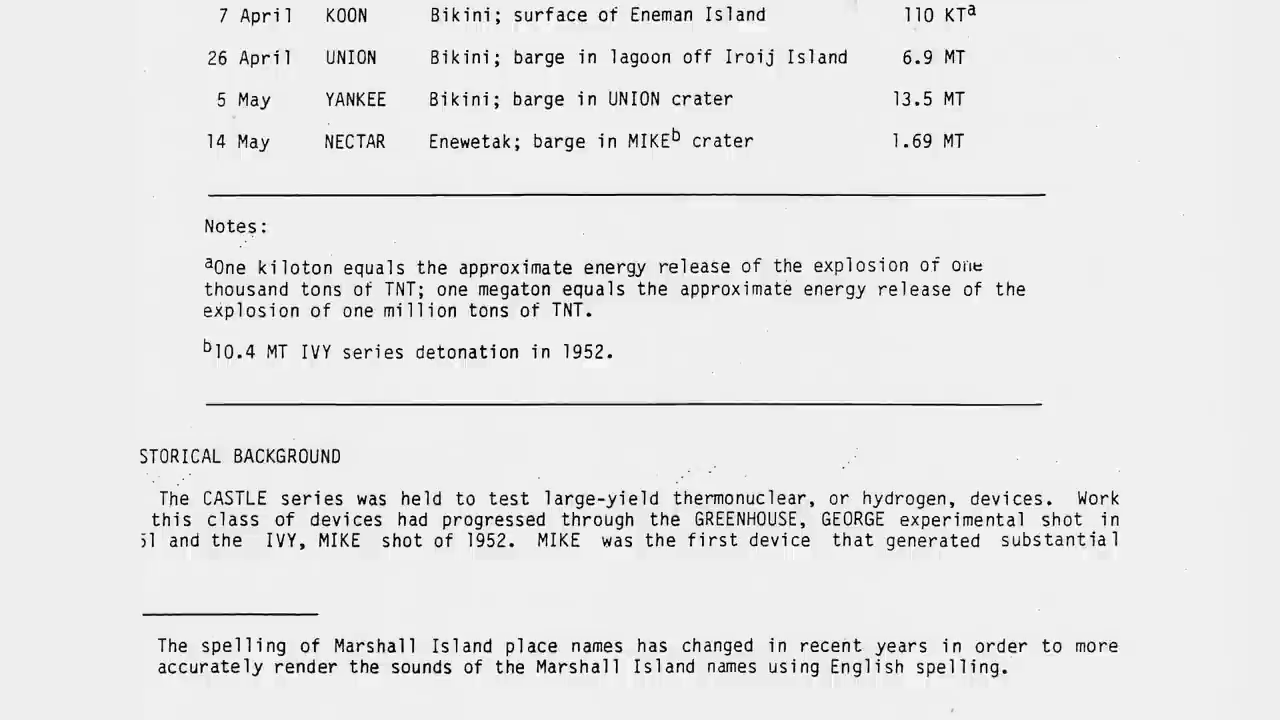 7 April KOON Bikini; surface of Eneman Island 110 KTa
26 April UNION Bikini; barge in lagoon off Iroij Island 6.9 MT
5 May YANKEE Bikini; barge in UNION crater 13.5 MT
14 May NECTAR Enewetak; barge in MIKEb crater 1.69 MT
Notes:
aOne kiloton equals the approximate energy release of the explosion of one
thousand tons of TNT; one megaton equals the approximate energy release of the
explosion of one million tons of TNT.
b10.4 MT IVY series detonation in 1952.
STORICAL BACKGROUND
The CASTLE series was held to test large-yield thermonuclear, or hydrogen, devices. Work
this class of devices had progressed through the GREENHOUSE, GEORGE experimental shot in
51 and the IVY, MIKE shot of 1952. MIKE was the first device that generated substantial
The spelling of Marshall Island place names has changed in recent years in order to more
accurately render the sounds of the Marshall Island names using English spelling.